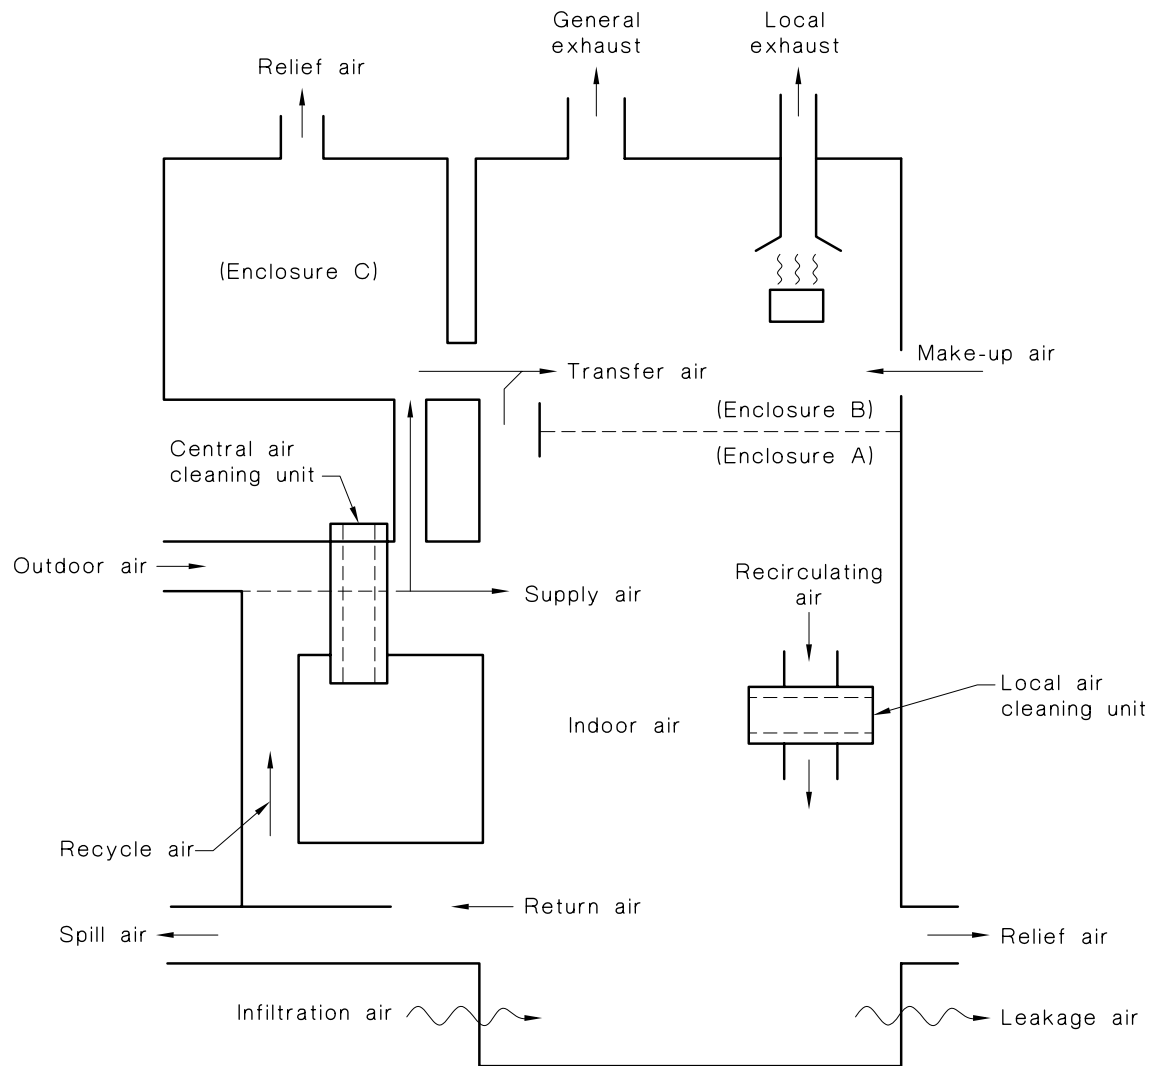 General
exhaust
Local
exhaust
Relief air
(Enclosure C)
Make-up air
Transfer air
(Enclosure B)
(Enclosure A)
Central air
cleaning unit
Outdoor air
Supply air
Recirculating
air
Local air
cleaning unit
Indoor air
Recycle air
Return air
Spill air
Relief air
Infiltration air
Leakage air